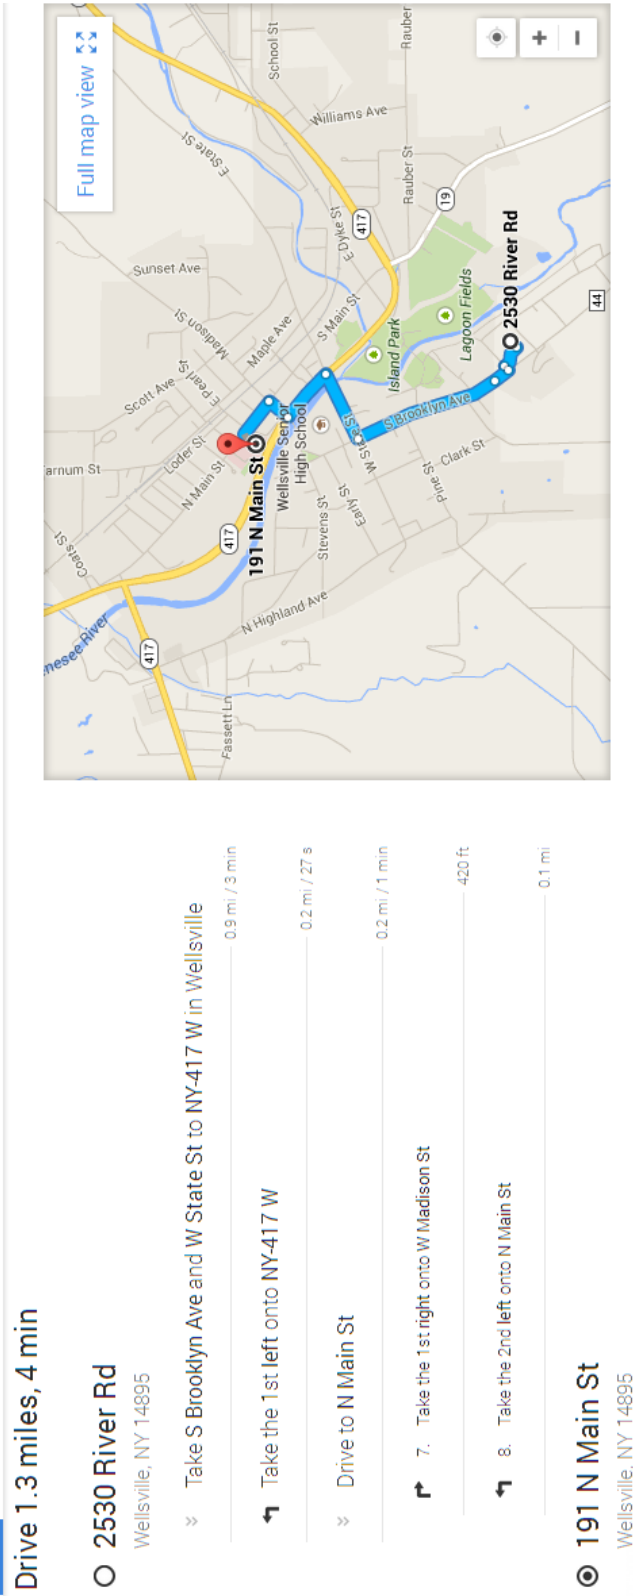 Drive 1.3 miles, 4 min
2530 River Rd
Wellsville, NY 14895
Take S Brooklyn Ave and W State St to NY-417 W in Wellsville
0.9 mi / 3 min
Take the 1st left onto NY-417 W
0.2 mi / 27 s
Drive to N Main St
0.2 mi / 1 min
7. Take the 1st right onto W Madison St
420 ft
8. Take the 2nd left onto N Main St
0.1 mi
191 N Main St
Wellsville, NY 14895
Full map view
School St
Rauber
Williams Ave
E State St
Rauber St
19
417
E Dyke St
Sunset Ave
Madison St
Maple Ave
S Main St
Scott Ave
E Pearl St
Island Park
Lagoon Fields
2530 River Rd
44
Loder St
arnum St
N Main St
191 N Main St
Wellsville Senior
High School
W State St
S Brooklyn Ave
Clark St
Pine St
Early St
Stevens St
417
Coats St
N Highland Ave
nesee River
417
Fassett Ln